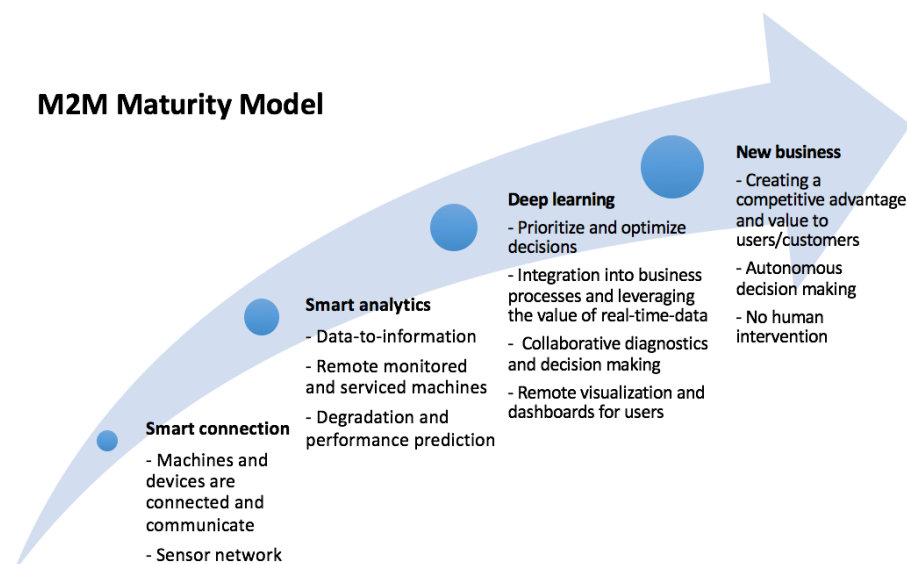 M2M Maturity Model
Smart connection
- Machines and
devices are
connected and
communicate
- Sensor network
Smart analytics
- Data-to-information
- Remote monitored
and serviced machines
- Degradation and
performance prediction
Deep learning
- Prioritize and optimize
decisions
- Integration into business
processes and leveraging
the value of real-time-data
- Collaborative diagnostics
and decision making
- Remote visualization and
dashboards for users
New business
- Creating a
competitive advantage
and value to
users/customers
- Autonomous
decision making
- No human
intervention